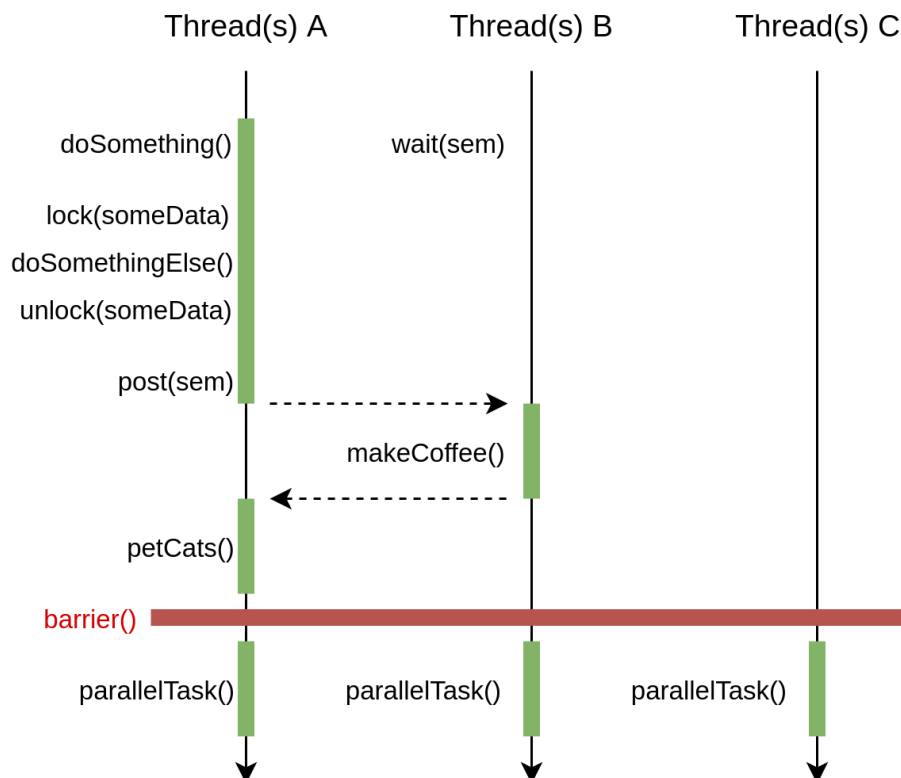 Thread(s) A
Thread(s) B
Thread(s) C
doSomething()
wait(sem)
lock(someData)
doSomethingElse()
unlock(someData)
post(sem)
makeCoffee()
petCats()
barrier()
parallelTask()
parallelTask()
parallelTask()